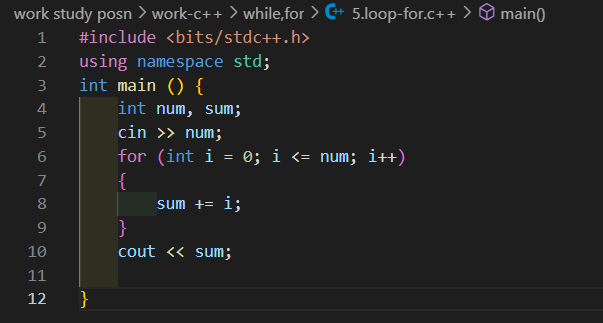 work study posn > work-c++ > while,for > 5.loop-for.c++ > main()
1 #include <bits/stdc++.h>
2 using namespace std;
3 int main () {
4     int num, sum;
5     cin >> num;
6     for (int i = 0; i <= num; i++)
7     {
8         sum += i;
9     }
10     cout << sum;
11
12 }